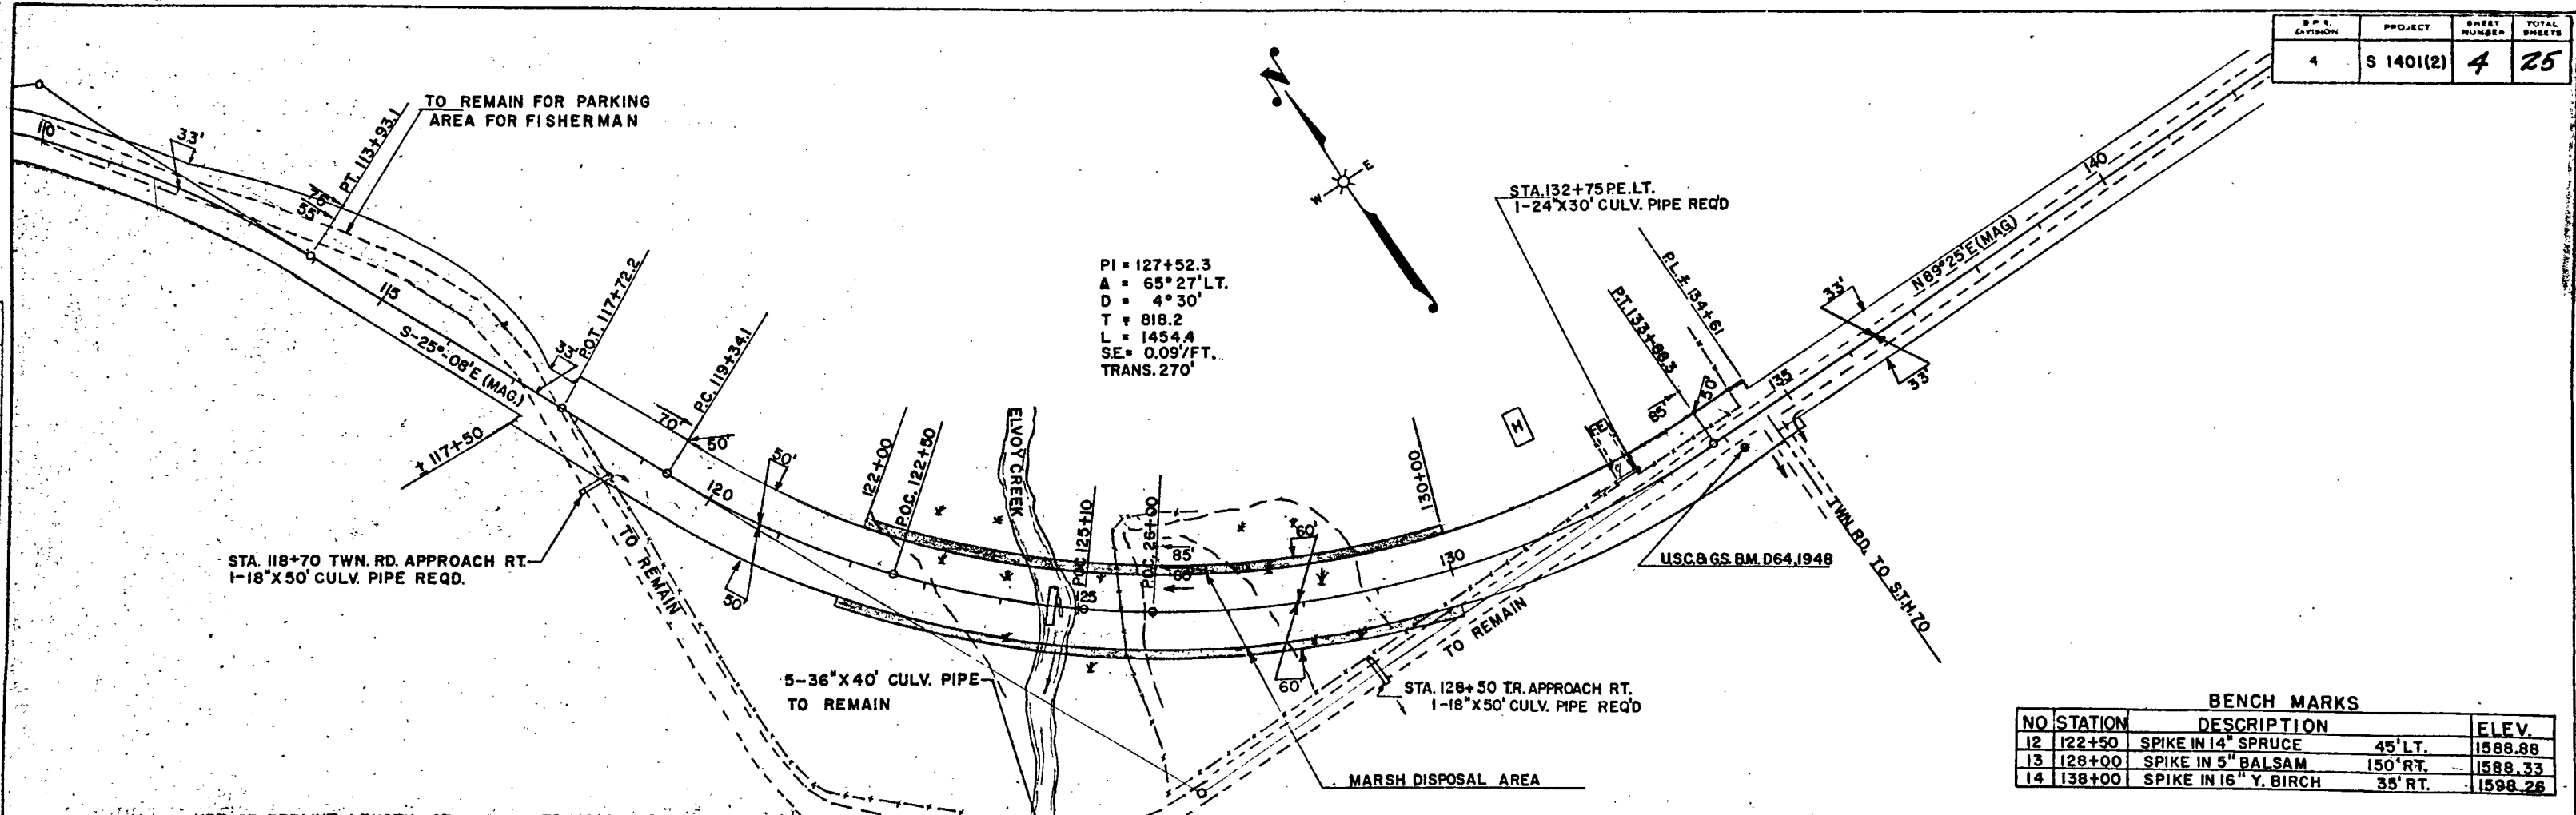 B.P.R. DIVISION PROJECT SHEET NUMBER TOTAL SHEETS
4 S 1401(2) 4 25
TO REMAIN FOR PARKING
AREA FOR FISHERMAN
110
33'
75'
55'
PT. 113+93.1
115
S-25°-08'E (MAG.)
33'
P.O.T. 117+72.2
± 117+50
70'
50'
P.C. 119+34.1
120
50'
50'
STA. 118+70 TWN. RD. APPROACH RT.
1-18"X50' CULV. PIPE REQD.
TO REMAIN
122+00
P.O.C. 122+50
ELVOY CREEK
P.O.C. 125+10
125
P.O.C. 26+00
85'
60'
60'
60'
5-36"X40' CULV. PIPE
TO REMAIN
N
W E
PI = 127+52.3
Δ = 65°27'LT.
D = 4°30'
T = 818.2
L = 1454.4
S.E.= 0.09'/FT.
TRANS. 270'
130+00
130
H
STA. 132+75 P.E. LT.
1-24"X30' CULV. PIPE REQ'D
P.E.
P.T. 133+88.3
P.L. ± 134+61
85'
50'
135
N 89°25'E (MAG)
140
33'
33'
U.S.C.&G.S. B.M. D64,1948
TWN. RD. TO S.T.H. 70
TO REMAIN
STA. 128+50 T.R. APPROACH RT.
1-18"X50' CULV. PIPE REQ'D
MARSH DISPOSAL AREA
BENCH MARKS
NO STATION DESCRIPTION ELEV.
12 122+50 SPIKE IN 14" SPRUCE 45'LT. 1588.88
13 128+00 SPIKE IN 5" BALSAM 150'RT. 1588.33
14 138+00 SPIKE IN 16" Y. BIRCH 35'RT. 1598.26